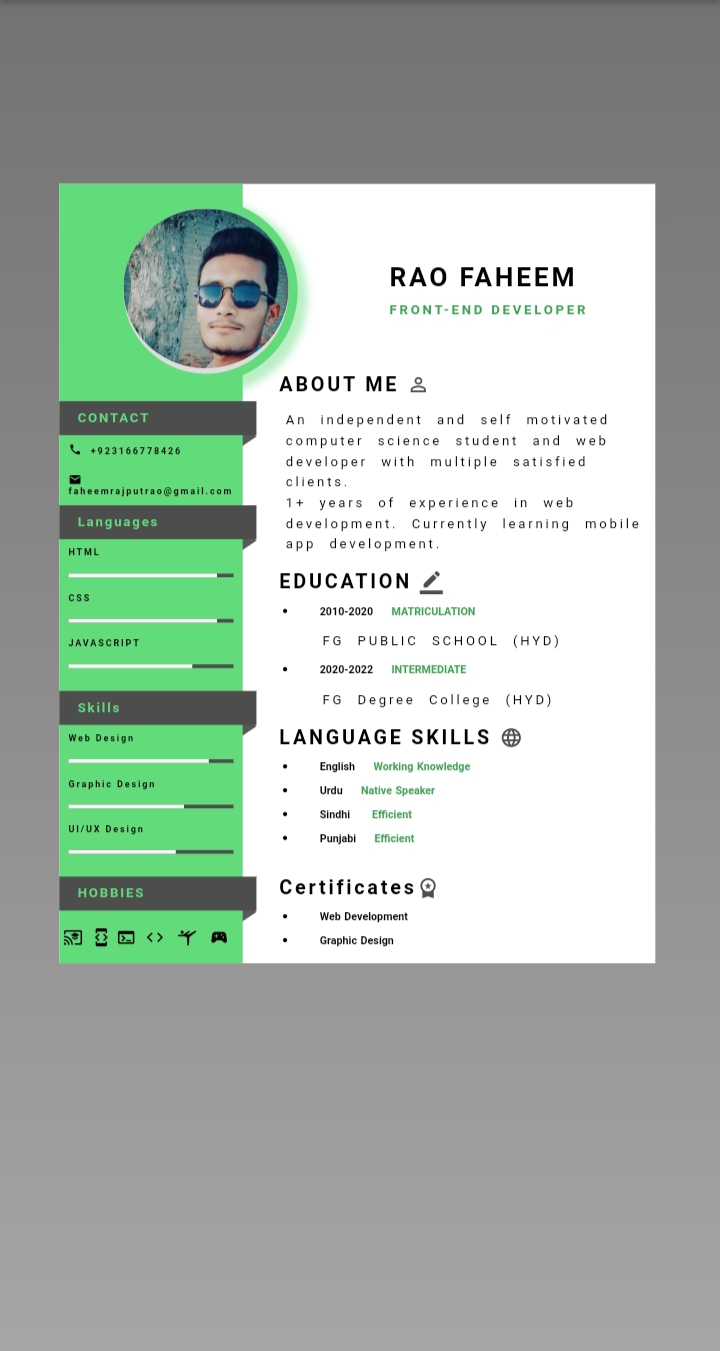 RAO FAHEEM
FRONT-END DEVELOPER
CONTACT
+923166778426
faheemrajputrao@gmail.com
Languages
HTML
CSS
JAVASCRIPT
Skills
Web Design
Graphic Design
UI/UX Design
HOBBIES
ABOUT ME
An independent and self motivated
computer science student and web
developer with multiple satisfied
clients.
1+ years of experience in web
development. Currently learning mobile
app development.
EDUCATION
2010-2020 MATRICULATION
FG PUBLIC SCHOOL (HYD)
2020-2022 INTERMEDIATE
FG Degree College (HYD)
LANGUAGE SKILLS
English Working Knowledge
Urdu Native Speaker
Sindhi Efficient
Punjabi Efficient
Certificates
Web Development
Graphic Design